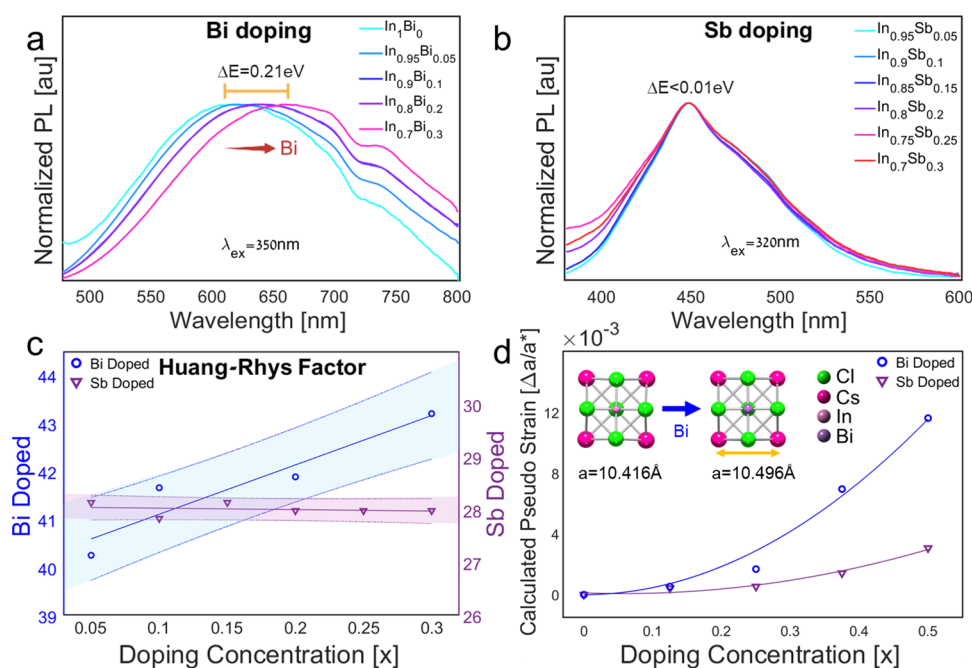 a
Bi doping
ΔE=0.21eV
In1Bi0
In0.95Bi0.05
In0.9Bi0.1
In0.8Bi0.2
In0.7Bi0.3
Bi
λex=350nm
Normalized PL [au]
500 550 600 650 700 750 800
Wavelength [nm]
b
Sb doping
ΔE<0.01eV
In0.95Sb0.05
In0.9Sb0.1
In0.85Sb0.15
In0.8Sb0.2
In0.75Sb0.25
In0.7Sb0.3
λex=320nm
Normalized PL [au]
400 450 500 550 600
Wavelength [nm]
c
Huang-Rhys Factor
Bi Doped
Sb Doped
44
43
42
41
40
39
Bi Doped
30
29
28
27
26
Sb Doped
0.05 0.1 0.15 0.2 0.25 0.3
Doping Concentration [x]
d
×10-3
Bi Doped
Sb Doped
Cl
Cs
In
Bi
Bi
a=10.416Å
a=10.496Å
12
8
4
0
Calculated Pseudo Strain [Δa/a*]
0 0.1 0.2 0.3 0.4 0.5
Doping Concentration [x]